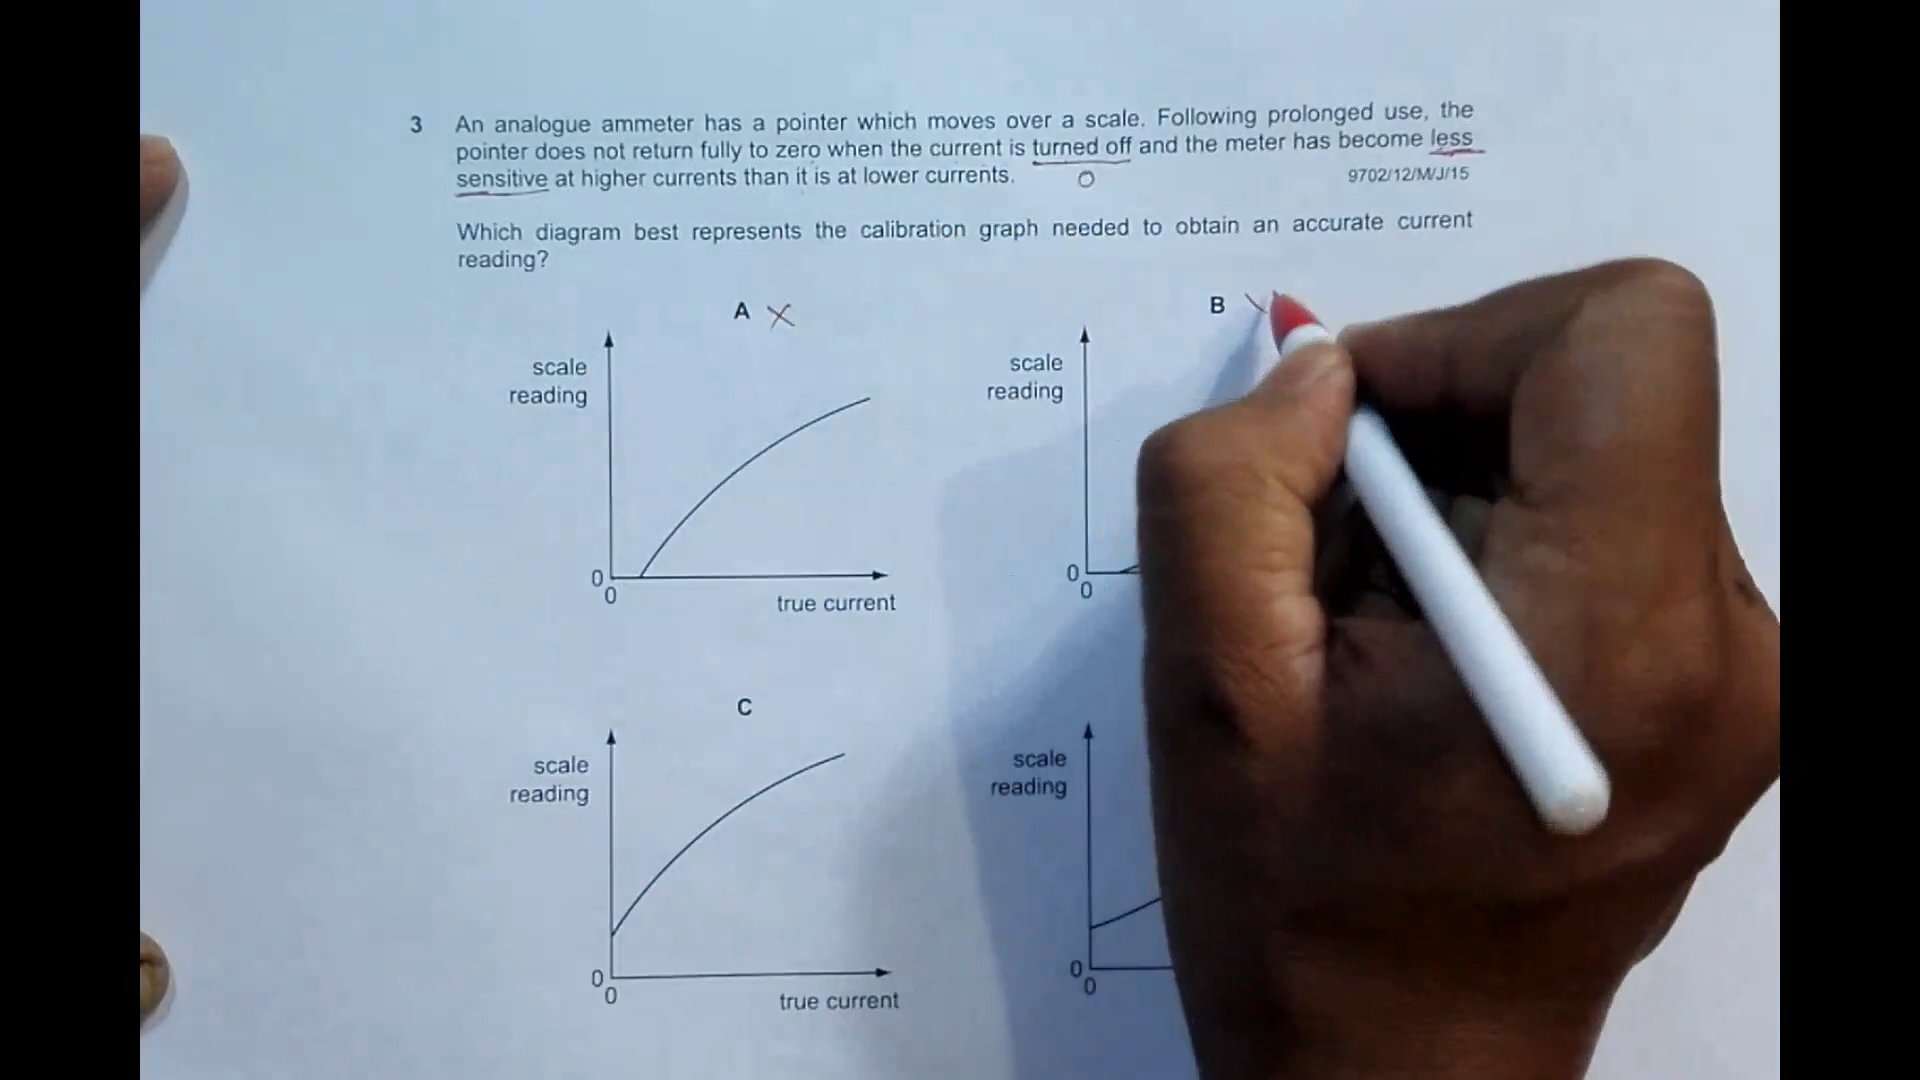 3 An analogue ammeter has a pointer which moves over a scale. Following prolonged use, the
pointer does not return fully to zero when the current is turned off and the meter has become less
sensitive at higher currents than it is at lower currents.
0
9702/12/M/J/15
Which diagram best represents the calibration graph needed to obtain an accurate current
reading?
A X
B
scale
reading
0
0
true current
scale
reading
0
0
C
scale
reading
0
0
true current
scale
reading
0
0